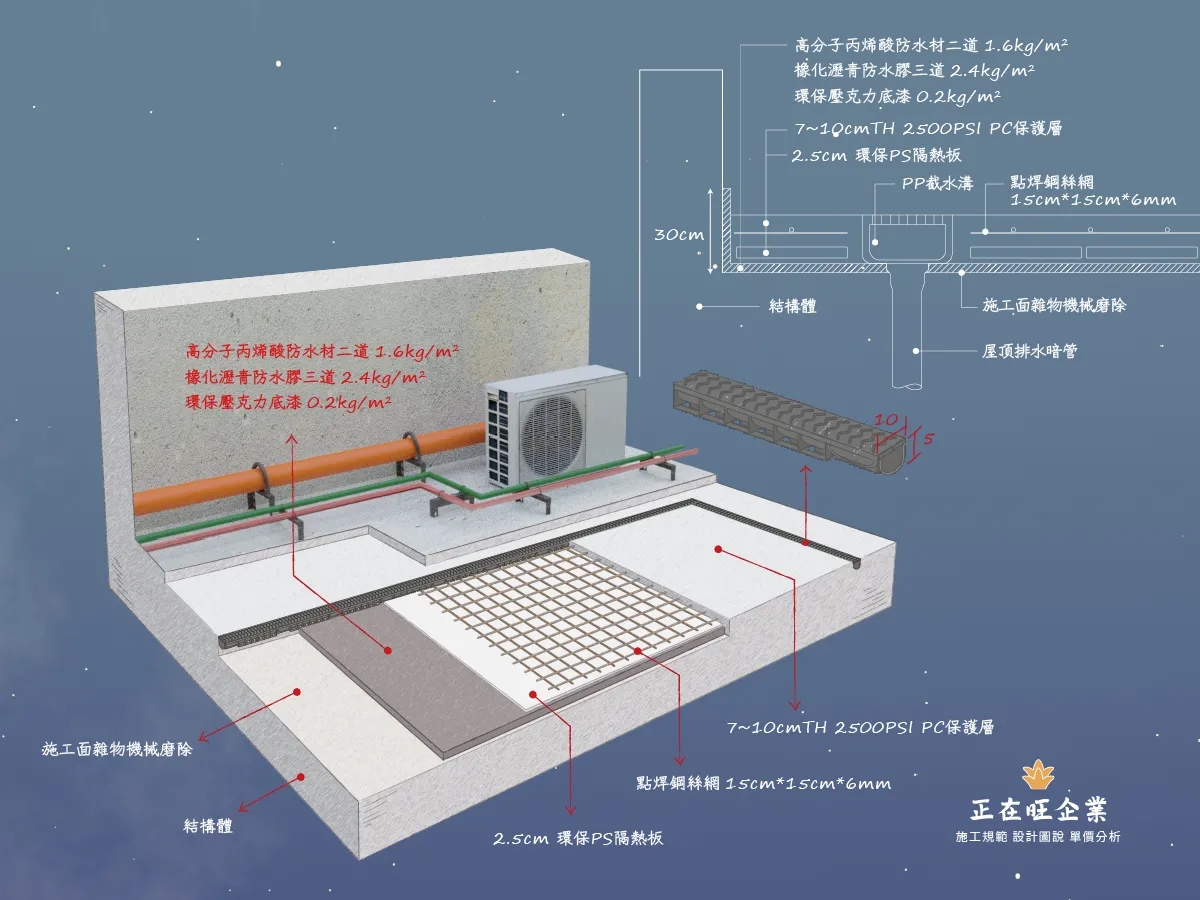 高分子丙烯酸防水材二道 1.6kg/m²
橡化瀝青防水膠三道 2.4kg/m²
環保壓克力底漆 0.2kg/m²
7~10cmTH 2500PSI PC保護層
2.5cm 環保PS隔熱板
PP截水溝
點焊鋼絲網
15cm*15cm*6mm
30cm
結構體
施工面雜物機械磨除
屋頂排水暗管
高分子丙烯酸防水材二道 1.6kg/m²
橡化瀝青防水膠三道 2.4kg/m²
環保壓克力底漆 0.2kg/m²
10
5
7~10cmTH 2500PSI PC保護層
施工面雜物機械磨除
點焊鋼絲網 15cm*15cm*6mm
結構體
2.5cm 環保PS隔熱板
正在旺企業
施工規範 設計圖說 單價分析